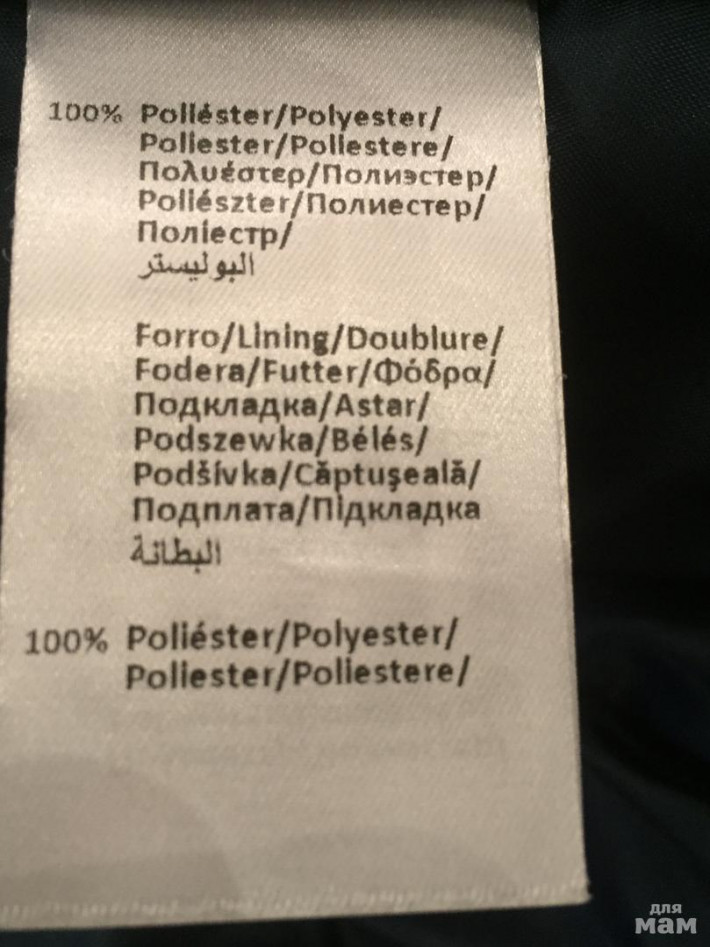 100% Poliéster/Polyester/
Poliester/Poliestere/
Πολυέστερ/Полиэстер/
Poliészter/Полиестер/
Поліестр/
البوليستر
Forro/Lining/Doublure/
Fodera/Futter/Φόδρα/
Подкладка/Astar/
Podszewka/Bélés/
Podšívka/Căptuşeală/
Подплата/Підкладка
البطانة
100% Poliéster/Polyester/
Poliester/Poliestere/
для
мам